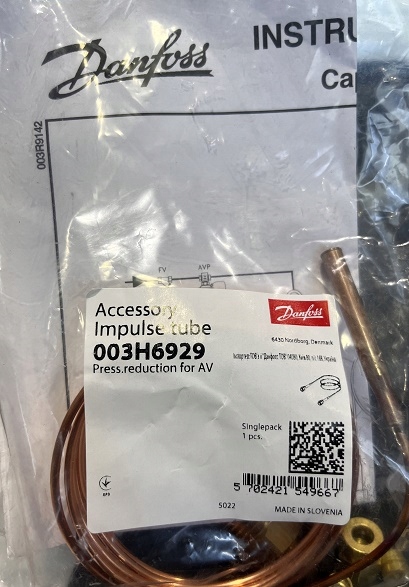 Danfoss
INSTRU
Ca
003R9142
FV
AVP
Accessory
Impulse tube
003H6929
Press.reduction for AV
Danfoss
6430 Nordborg, Denmark
Singlepack
1 pcs.
5 702421 549667
5022
MADE IN SLOVENIA